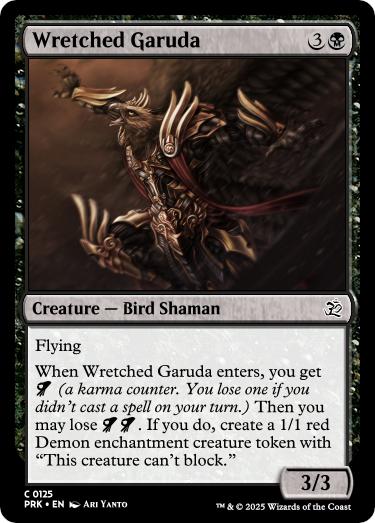 Wretched Garuda 3
Creature — Bird Shaman
Flying
When Wretched Garuda enters, you get
(a karma counter. You lose one if you
didn't cast a spell on your turn.) Then you
may lose . If you do, create a 1/1 red
Demon enchantment creature token with
"This creature can't block."
3/3
C 0125
PRK • EN Ari Yanto
™ & © 2025 Wizards of the Coast